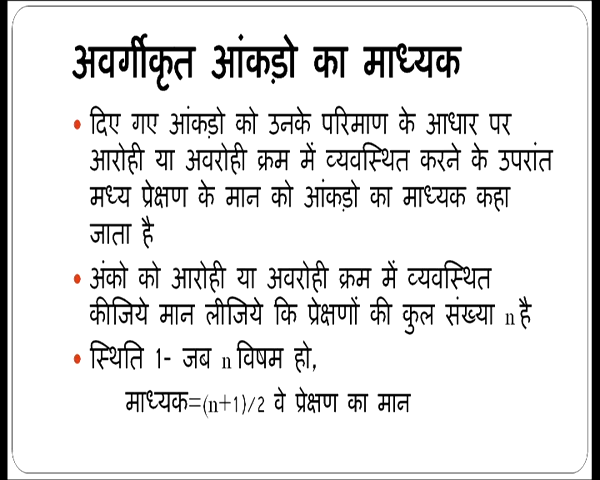 अवर्गीकृत आंकड़ो का माध्यक
• दिए गए आंकड़ो को उनके परिमाण के आधार पर
आरोही या अवरोही क्रम में व्यवस्थित करने के उपरांत
मध्य प्रेक्षण के मान को आंकड़ो का माध्यक कहा
जाता है
• अंको को आरोही या अवरोही क्रम में व्यवस्थित
कीजिये मान लीजिये कि प्रेक्षणों की कुल संख्या n है
• स्थिति 1- जब n विषम हो,
माध्यक=(n+1)/2 वे प्रेक्षण का मान